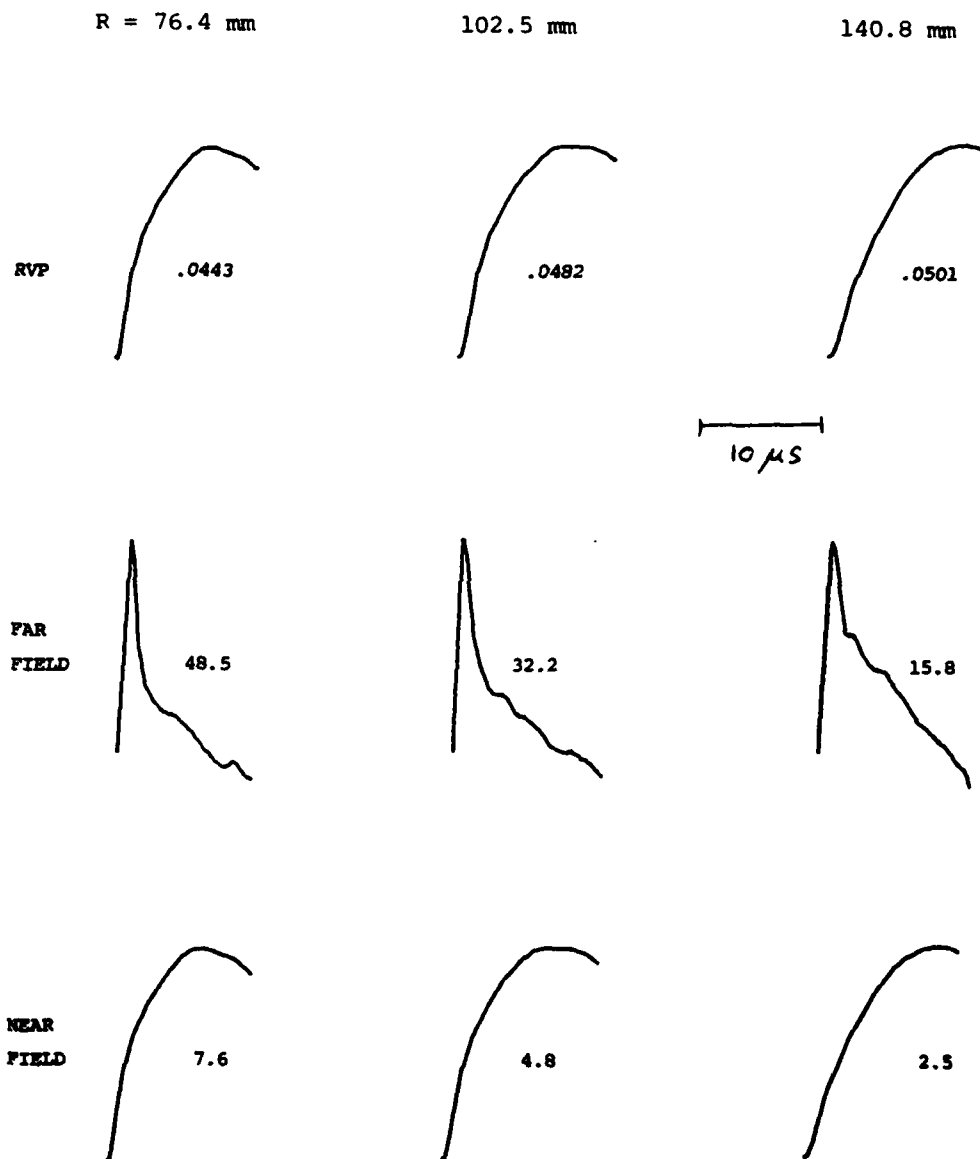 R = 76.4 mm 102.5 mm 140.8 mm
RVP .0443 .0482 .0501
10 μS
FAR
FIELD 48.5 32.2 15.8
NEAR
FIELD 7.6 4.8 2.5